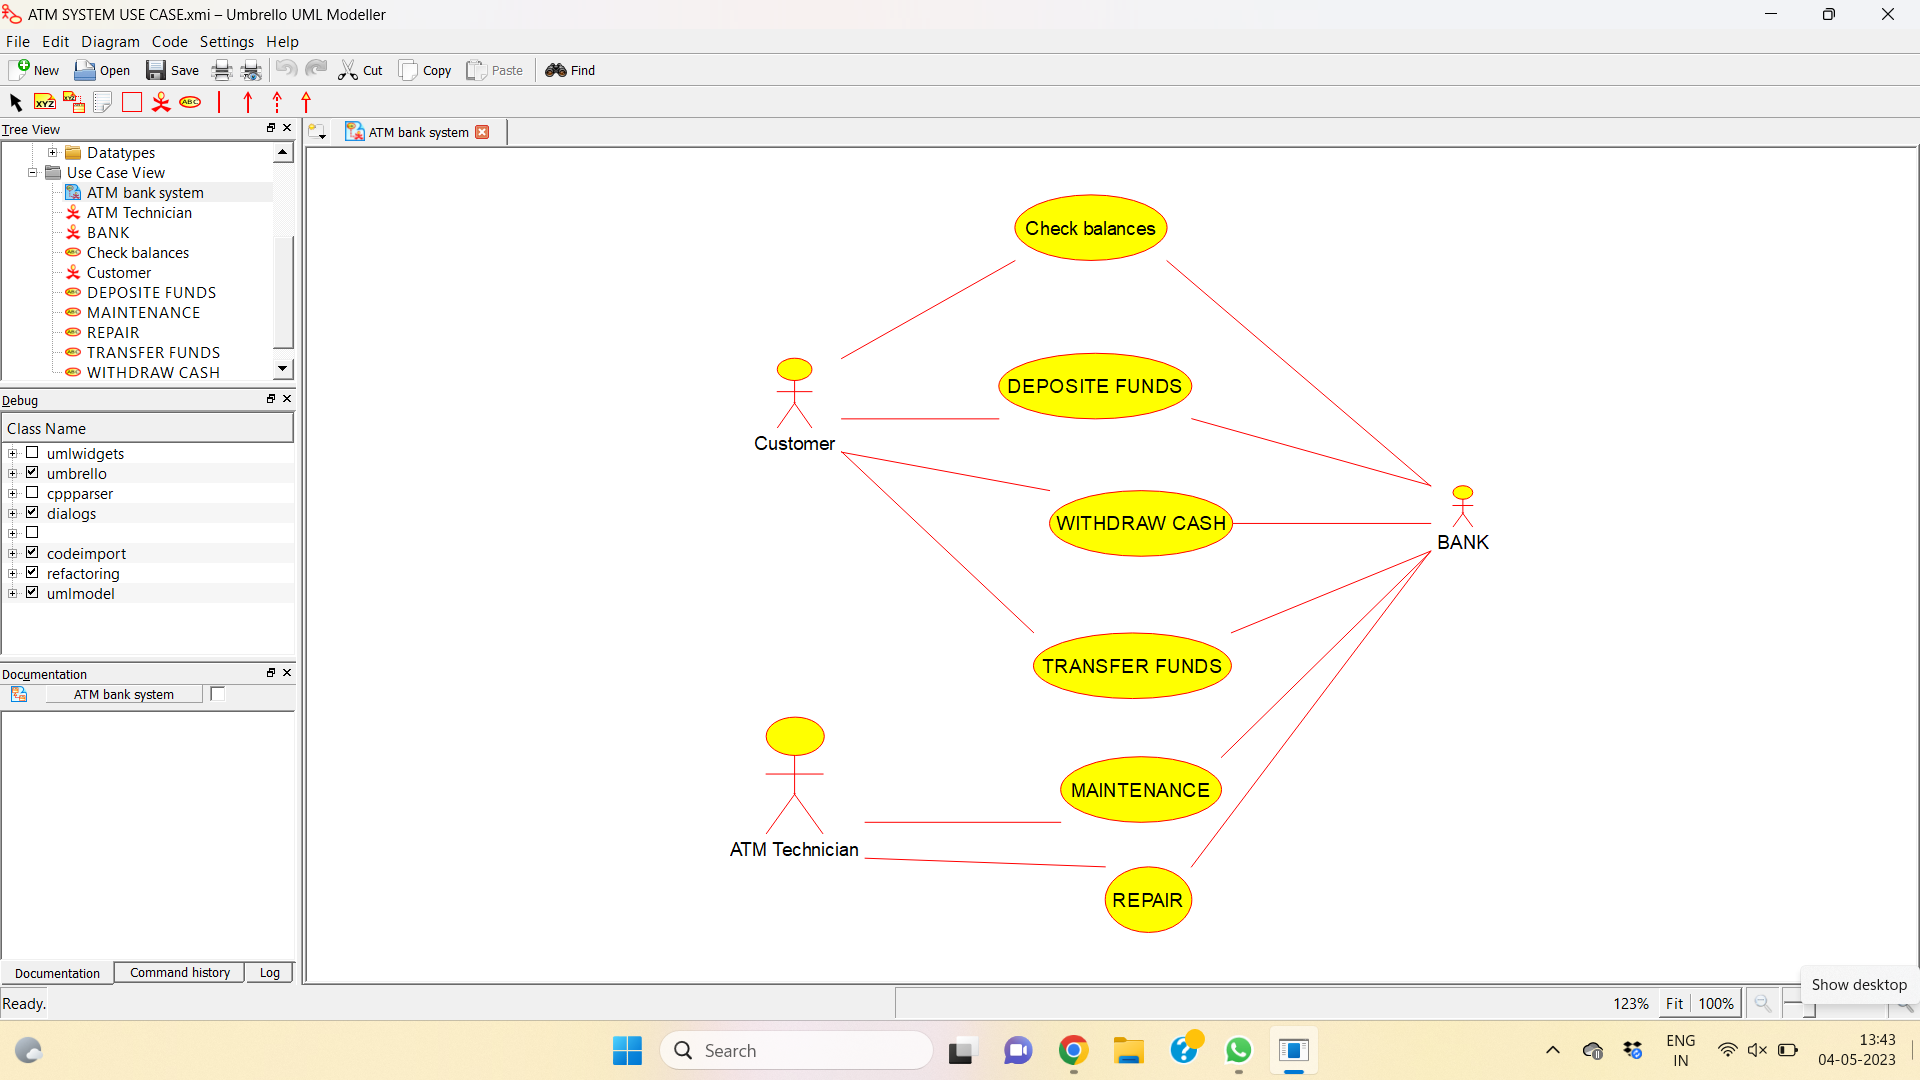 ATM SYSTEM USE CASE.xmi – Umbrello UML Modeller
File Edit Diagram Code Settings Help
New Open Save Cut Copy Paste Find
XYZ XYZ ABC
Tree View
ATM bank system
Datatypes
Use Case View
ATM bank system
ATM Technician
BANK
Check balances
Customer
DEPOSITE FUNDS
MAINTENANCE
REPAIR
TRANSFER FUNDS
WITHDRAW CASH
Debug
Class Name
umlwidgets
umbrello
cppparser
dialogs
codeimport
refactoring
umlmodel
Documentation
ATM bank system
Documentation Command history Log
Check balances
DEPOSITE FUNDS
Customer
WITHDRAW CASH
BANK
TRANSFER FUNDS
MAINTENANCE
ATM Technician
REPAIR
Show desktop
Ready.
123% Fit 100%
Search
ENG
IN
13:43
04-05-2023